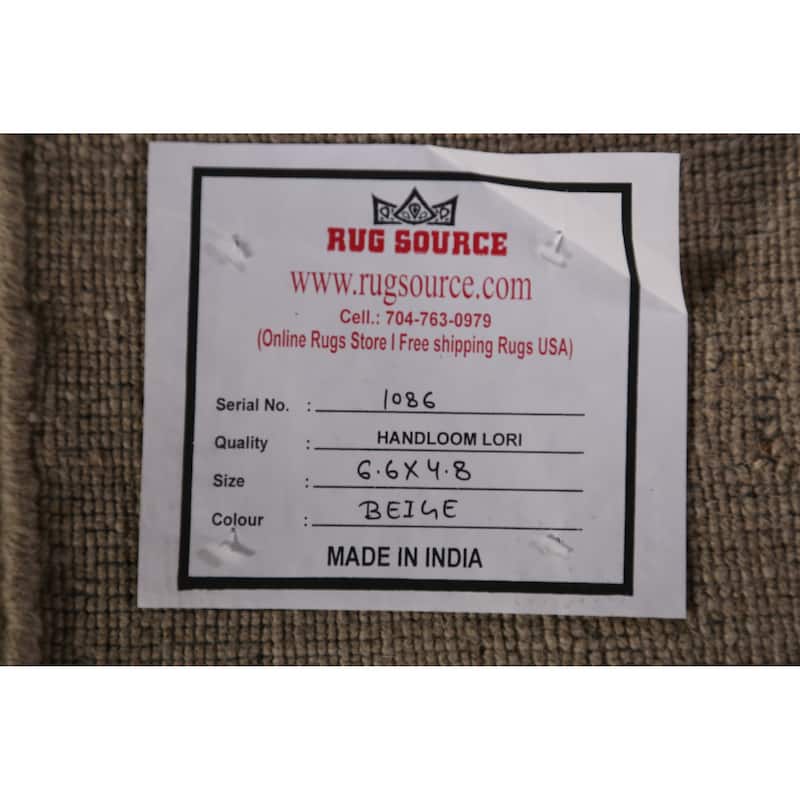 RUG SOURCE
www.rugsource.com
Cell.: 704-763-0979
(Online Rugs Store I Free shipping Rugs USA)
Serial No. : 1086
Quality : HANDLOOM LORI
Size : 6.6X4.8
Colour : BEIGE
MADE IN INDIA